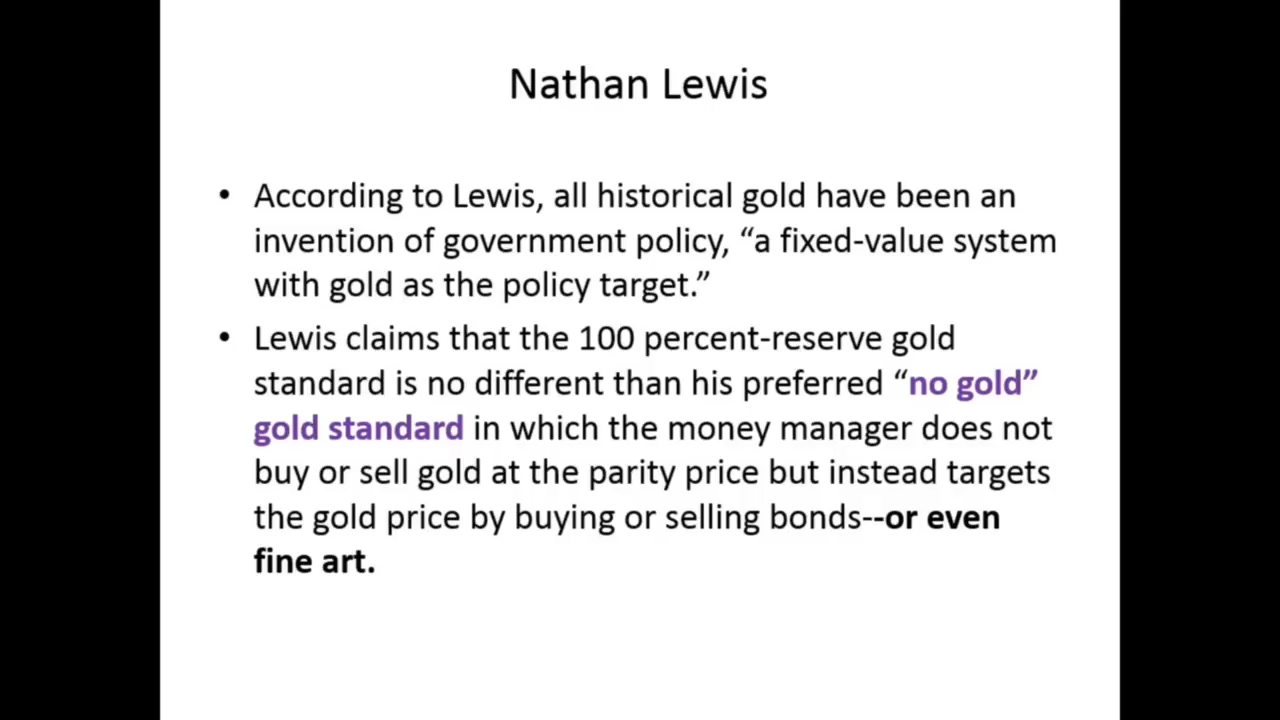 Nathan Lewis
• According to Lewis, all historical gold have been an
invention of government policy, “a fixed-value system
with gold as the policy target.”
• Lewis claims that the 100 percent-reserve gold
standard is no different than his preferred “no gold”
gold standard in which the money manager does not
buy or sell gold at the parity price but instead targets
the gold price by buying or selling bonds--or even
fine art.